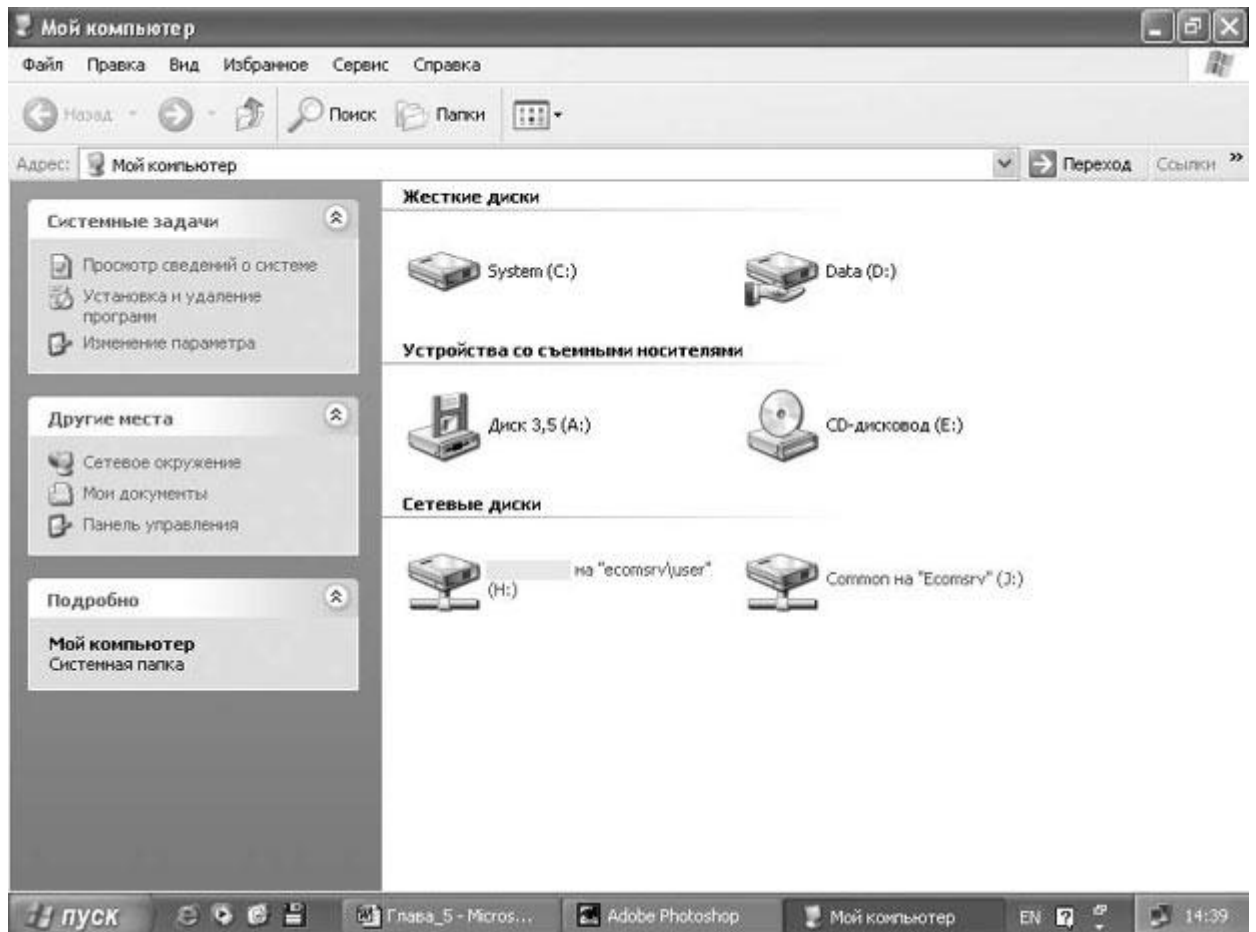 Мой компьютер
Файл Правка Вид Избранное Сервис Справка
Назад Поиск Папки
Адрес: Мой компьютер Переход Ссылки »
Системные задачи
Просмотр сведений о системе
Установка и удаление
программ
Изменение параметра
Другие места
Сетевое окружение
Мои документы
Панель управления
Подробно
Мой компьютер
Системная папка
Жесткие диски
System (C:) Data (D:)
Устройства со съемными носителями
Диск 3,5 (A:) CD-дисковод (E:)
Сетевые диски
на "ecomsrv\user"
(H:)
Common на "Ecomsrv" (J:)
пуск Глава_5 - Micros... Adobe Photoshop Мой компьютер EN 14:39